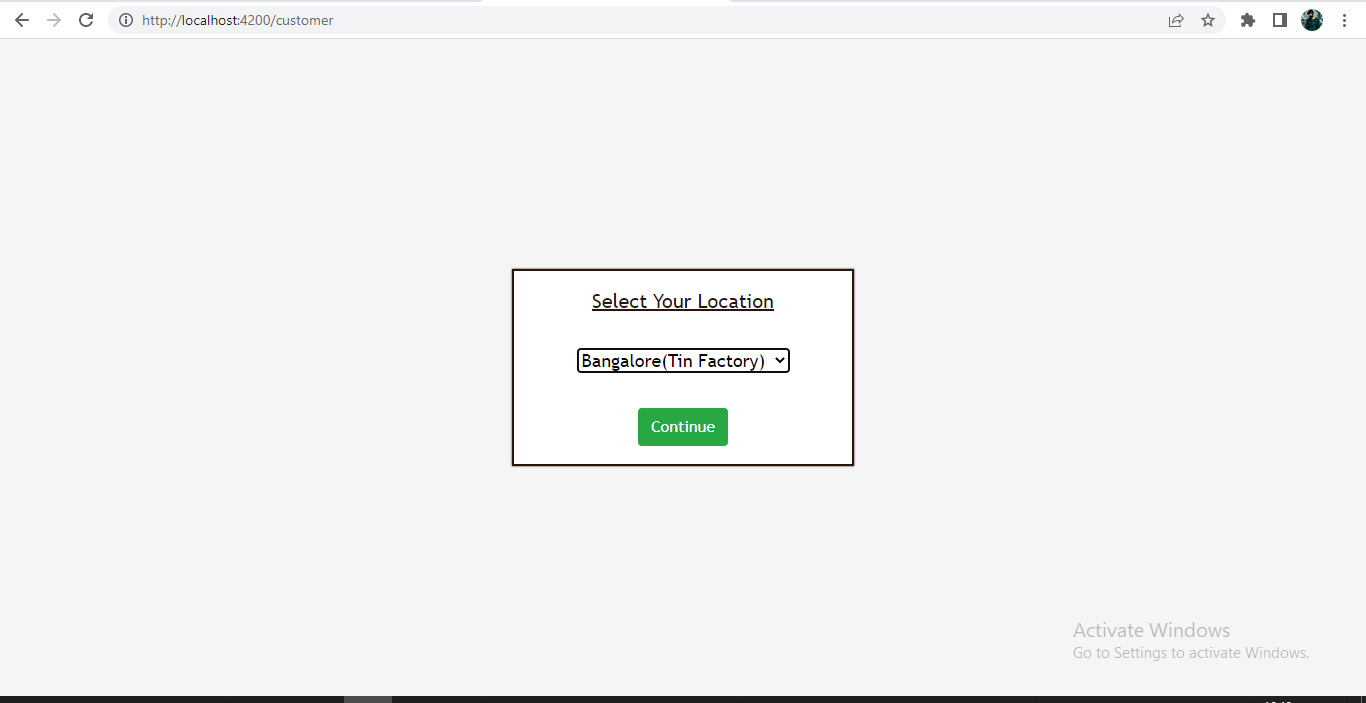 http://localhost:4200/customer
Select Your Location
Bangalore(Tin Factory)
Continue
Activate Windows
Go to Settings to activate Windows.